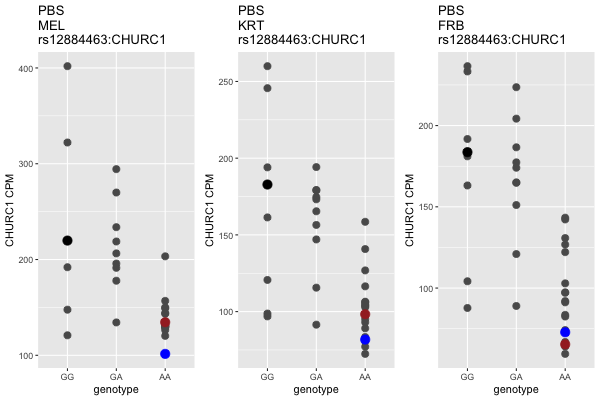 PBS
MEL
rs12884463:CHURC1
400
300
200
100
CHURC1 CPM
GG
GA
AA
genotype
PBS
KRT
rs12884463:CHURC1
250
200
150
100
CHURC1 CPM
GG
GA
AA
genotype
PBS
FRB
rs12884463:CHURC1
200
150
100
CHURC1 CPM
GG
GA
AA
genotype